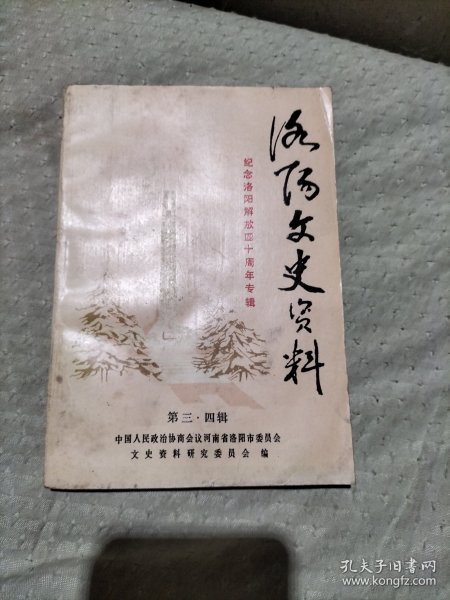 洛阳文史资料
纪念洛阳解放四十周年专辑
第三·四辑
中国人民政治协商会议河南省洛阳市委员会
文史资料研究委员会 编
孔夫子旧书网
www.kongfz.com